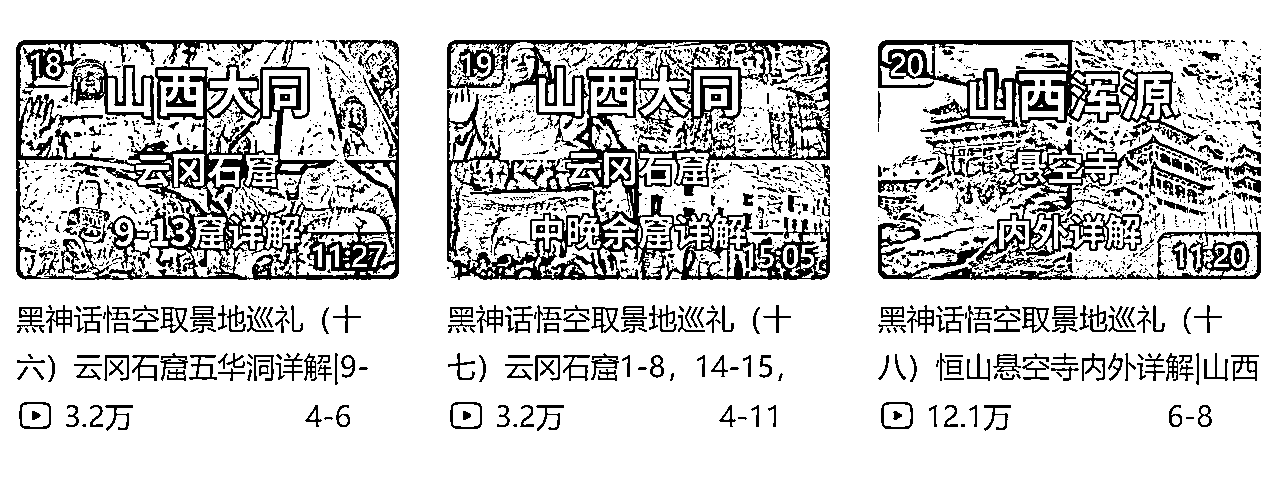 18
山西大同
云冈石窟
9-13窟详解
11:27
黑神话悟空取景地巡礼（十
六）云冈石窟五华洞详解|9-
3.2万 4-6
19
山西大同
云冈石窟
中晚余窟详解
15:05
黑神话悟空取景地巡礼（十
七）云冈石窟1-8，14-15，
3.2万 4-11
20
山西浑源
悬空寺
内外详解
11:20
黑神话悟空取景地巡礼（十
八）恒山悬空寺内外详解|山西
12.1万 6-8